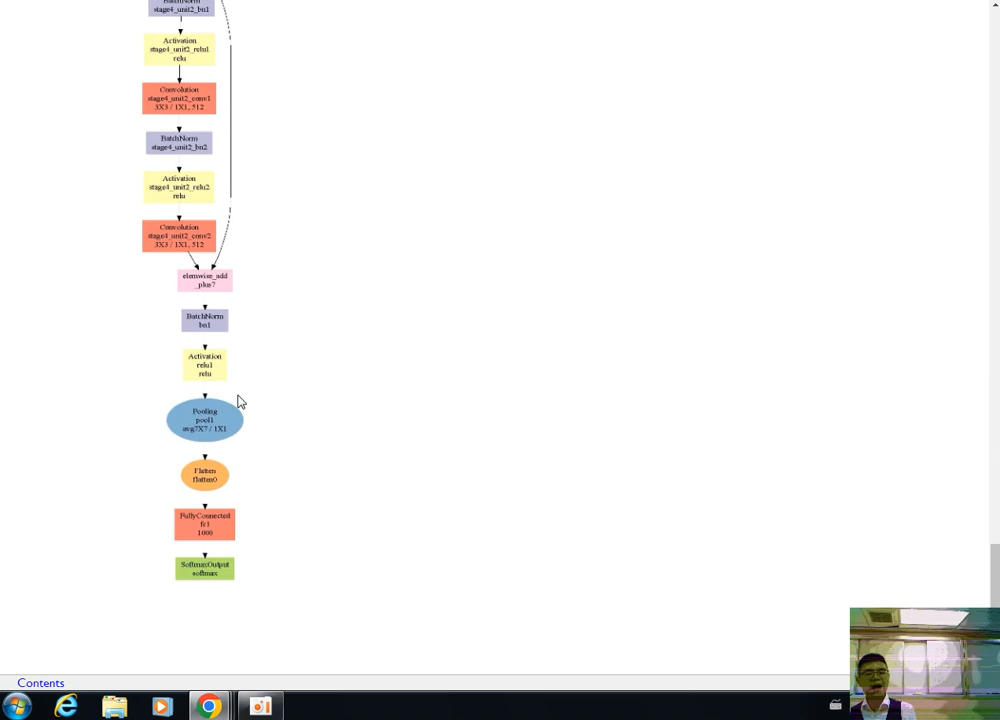 BatchNorm
stage4_unit2_bn1
Activation
stage4_unit2_relu1
relu
Convolution
stage4_unit2_conv1
3X3 / 1X1, 512
BatchNorm
stage4_unit2_bn2
Activation
stage4_unit2_relu2
relu
Convolution
stage4_unit2_conv2
3X3 / 1X1, 512
elemwise_add
_plus7
BatchNorm
bn1
Activation
relu1
relu
Pooling
pool1
avg7X7 / 1X1
Flatten
flatten0
FullyConnected
fc1
1000
SoftmaxOutput
softmax
Contents